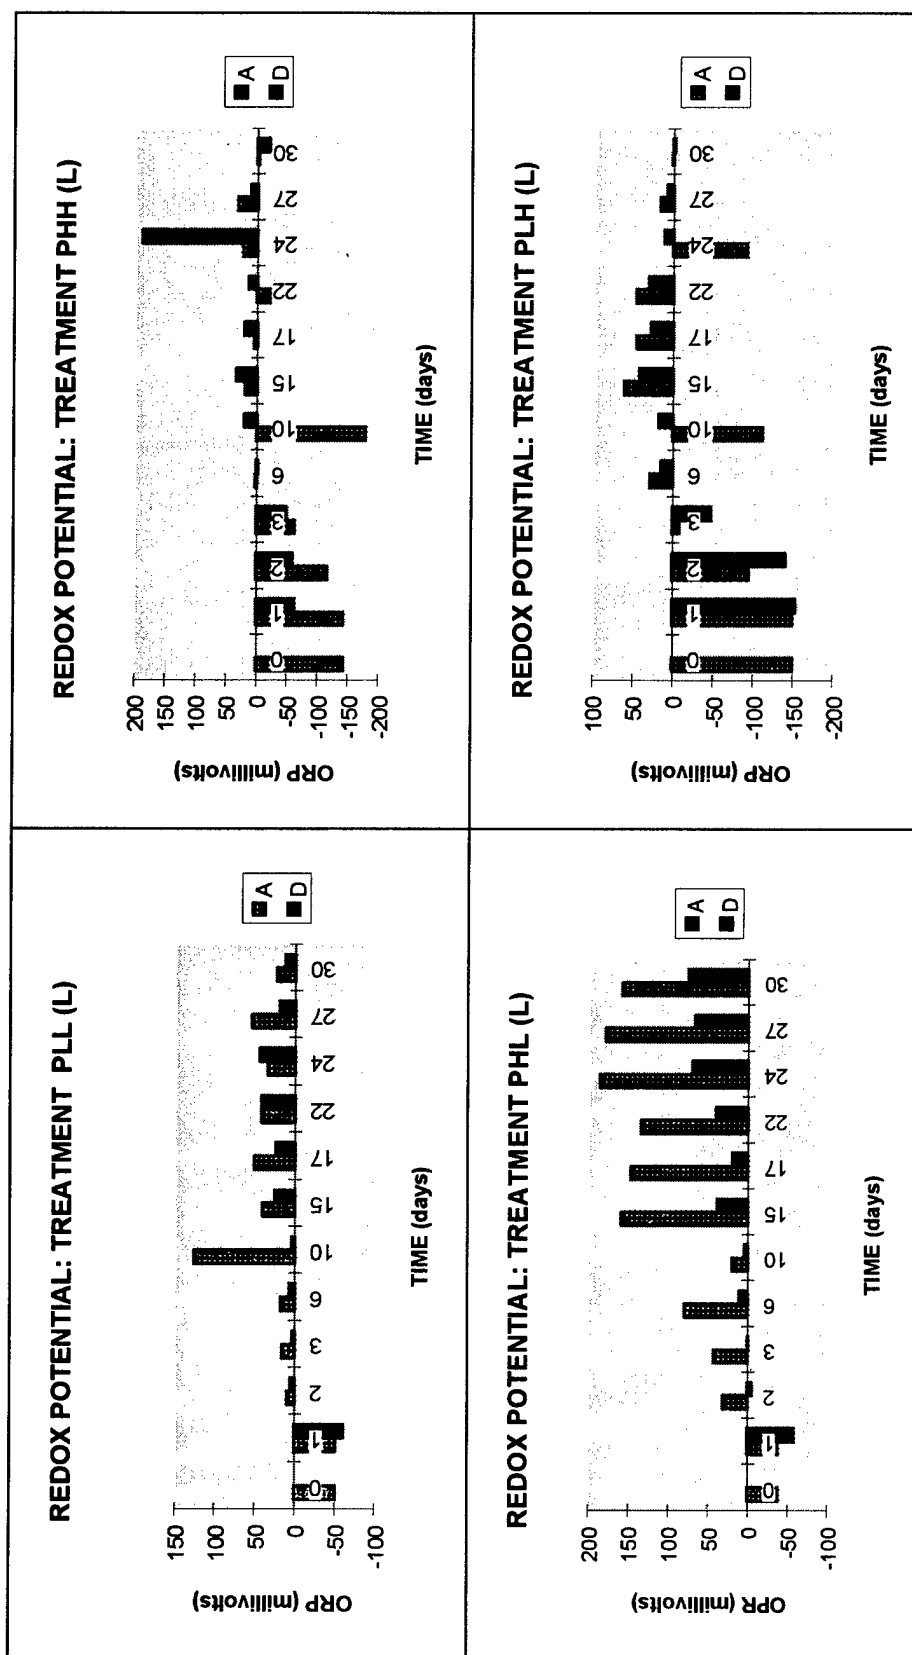 REDOX POTENTIAL: TREATMENT PLL (L)
ORP (millivolts)
150
100
50
0
-50
-100
0 1 2 3 6 10 15 17 22 24 27 30
TIME (days)
A
D
REDOX POTENTIAL: TREATMENT PHH (L)
ORP (millivolts)
200
150
100
50
0
-50
-100
-150
-200
0 1 2 3 6 10 15 17 22 24 27 30
TIME (days)
A
D
REDOX POTENTIAL: TREATMENT PHL (L)
OPR (millivolts)
200
150
100
50
0
-50
-100
0 1 2 3 6 10 15 17 22 24 27 30
TIME (days)
A
D
REDOX POTENTIAL: TREATMENT PLH (L)
ORP (millivolts)
100
50
0
-50
-100
-150
-200
0 1 2 3 6 10 15 17 22 24 27 30
TIME (days)
A
D